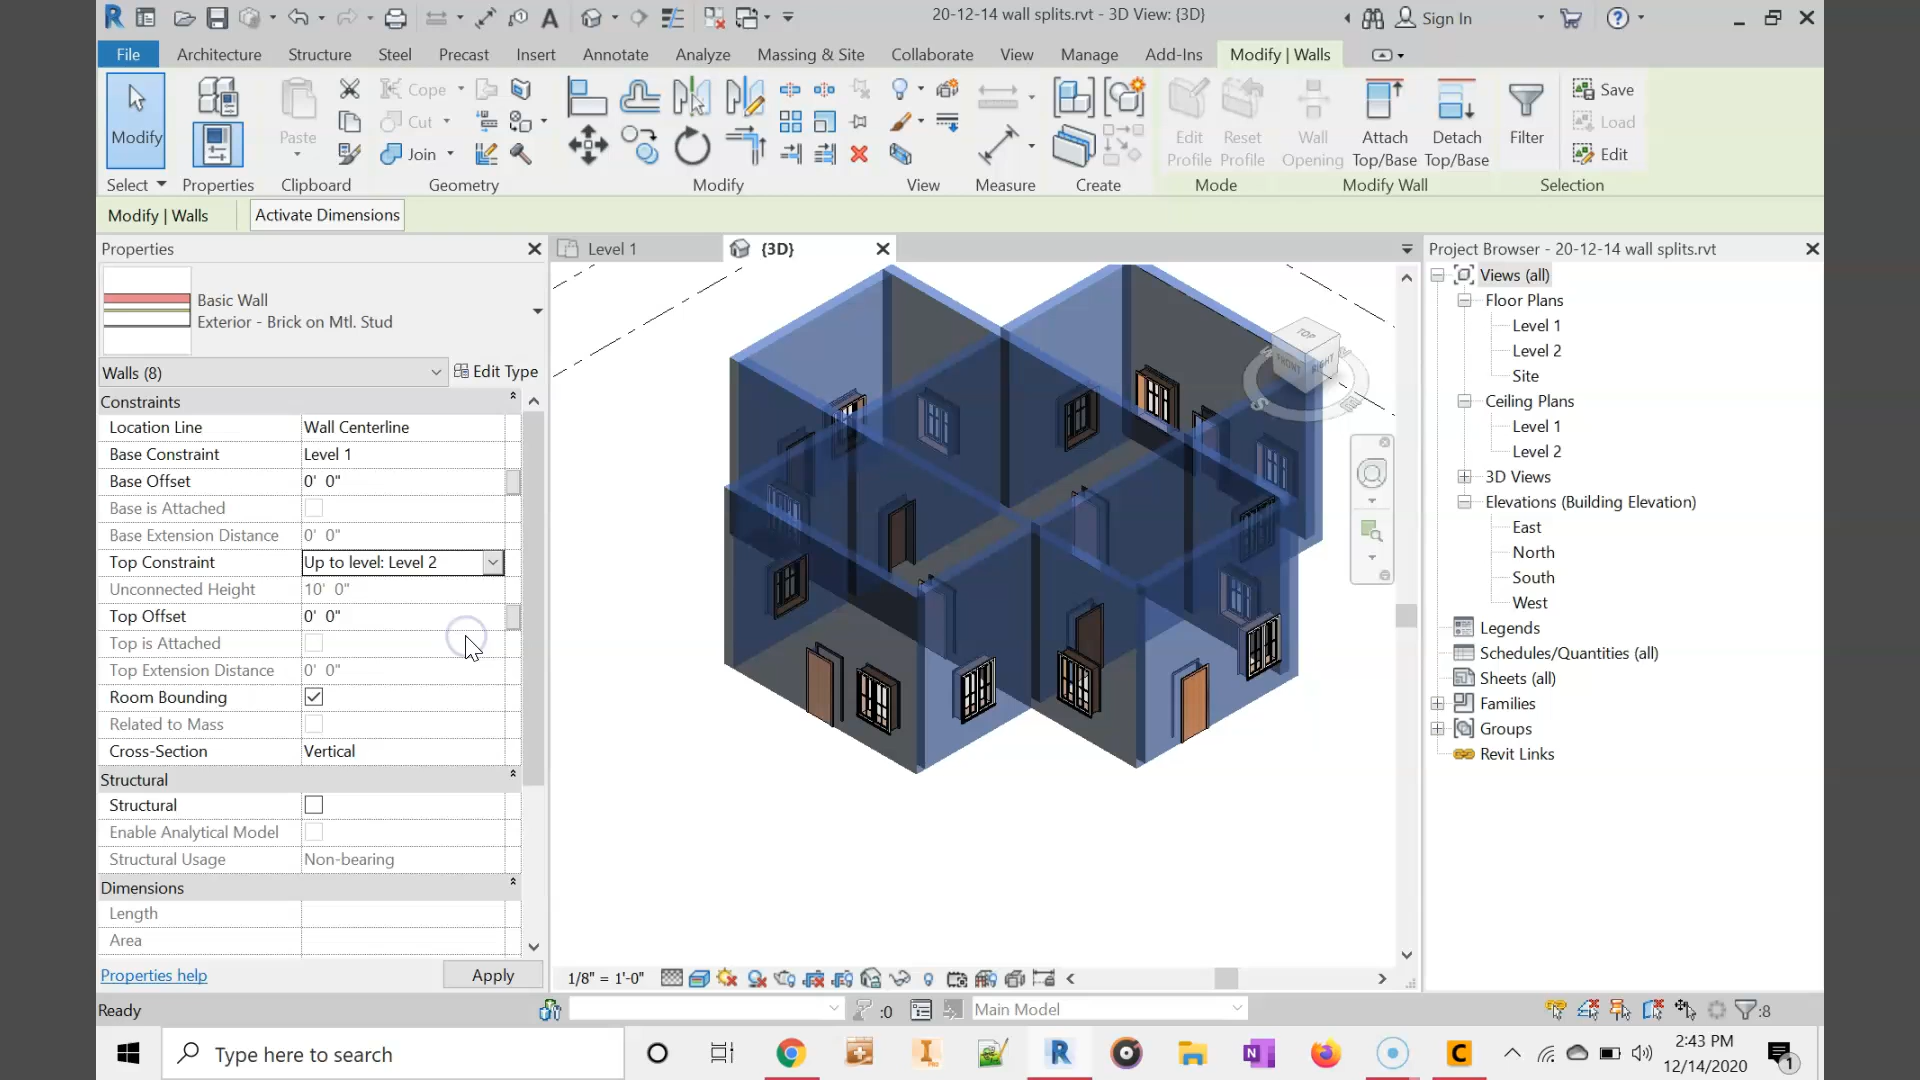 20-12-14 wall splits.rvt - 3D View: {3D}
Sign In
File
Architecture
Structure
Steel
Precast
Insert
Annotate
Analyze
Massing & Site
Collaborate
View
Manage
Add-Ins
Modify | Walls
Modify
Paste
Cope
Cut
Join
Edit
Profile
Reset
Profile
Wall
Opening
Attach
Top/Base
Detach
Top/Base
Filter
Save
Load
Edit
Select
Properties
Clipboard
Geometry
Modify
View
Measure
Create
Mode
Modify Wall
Selection
Modify | Walls
Activate Dimensions
Properties
Basic Wall
Exterior - Brick on Mtl. Stud
Walls (8)
Edit Type
Constraints
Location Line Wall Centerline
Base Constraint Level 1
Base Offset 0' 0"
Base is Attached
Base Extension Distance 0' 0"
Top Constraint Up to level: Level 2
Unconnected Height 10' 0"
Top Offset 0' 0"
Top is Attached
Top Extension Distance 0' 0"
Room Bounding
Related to Mass
Cross-Section Vertical
Structural
Structural
Enable Analytical Model
Structural Usage Non-bearing
Dimensions
Length
Area
Properties help
Apply
Level 1
{3D}
TOP
FRONT
RIGHT
S
E
1/8" = 1'-0"
Project Browser - 20-12-14 wall splits.rvt
Views (all)
Floor Plans
Level 1
Level 2
Site
Ceiling Plans
Level 1
Level 2
3D Views
Elevations (Building Elevation)
East
North
South
West
Legends
Schedules/Quantities (all)
Sheets (all)
Families
Groups
Revit Links
Ready
:0
Main Model
:8
Type here to search
2:43 PM
12/14/2020
1